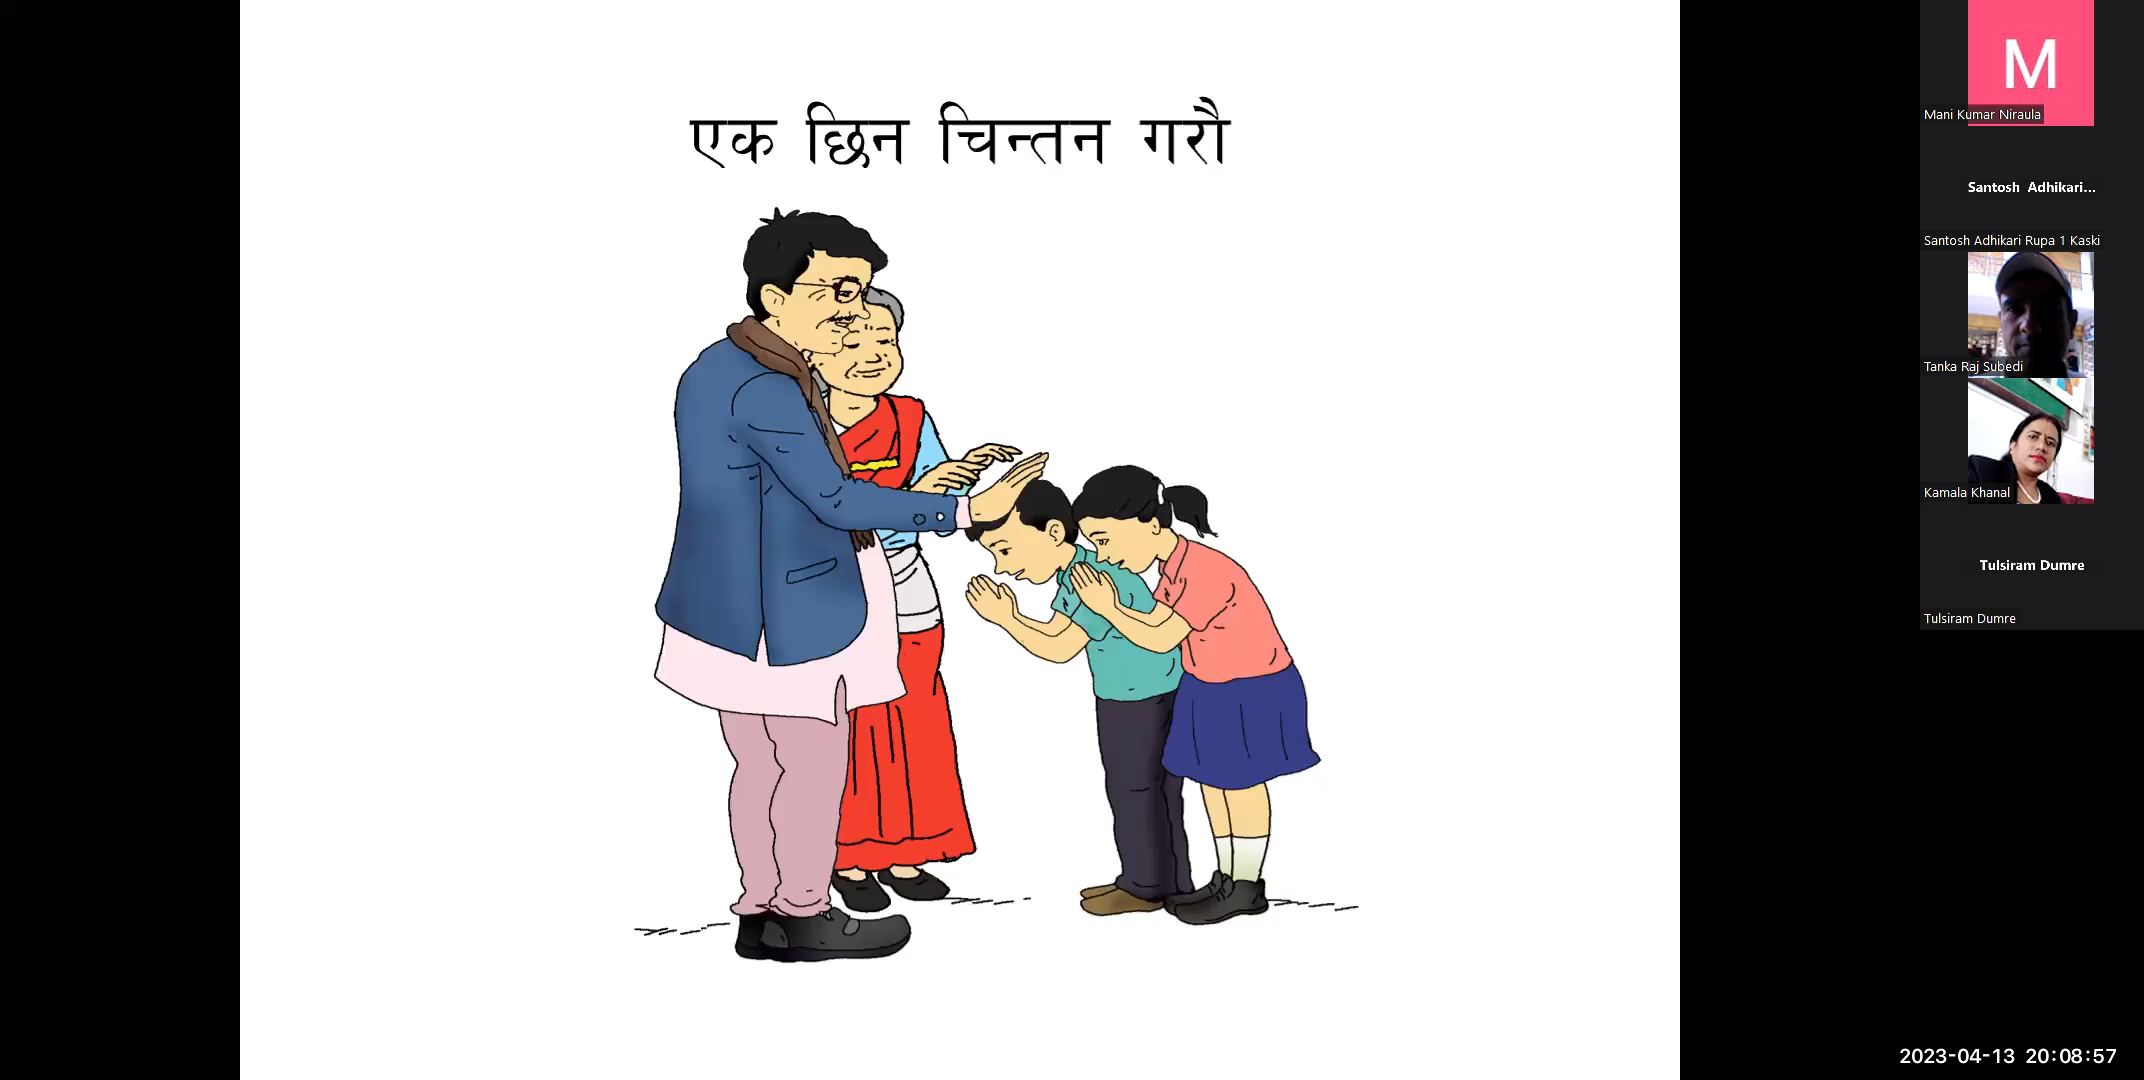 एक छिन चिन्तन गरौ
M
Mani Kumar Niraula
Santosh Adhikari...
Santosh Adhikari Rupa 1 Kaski
Tanka Raj Subedi
Kamala Khanal
Tulsiram Dumre
Tulsiram Dumre
2023-04-13 20:08:57